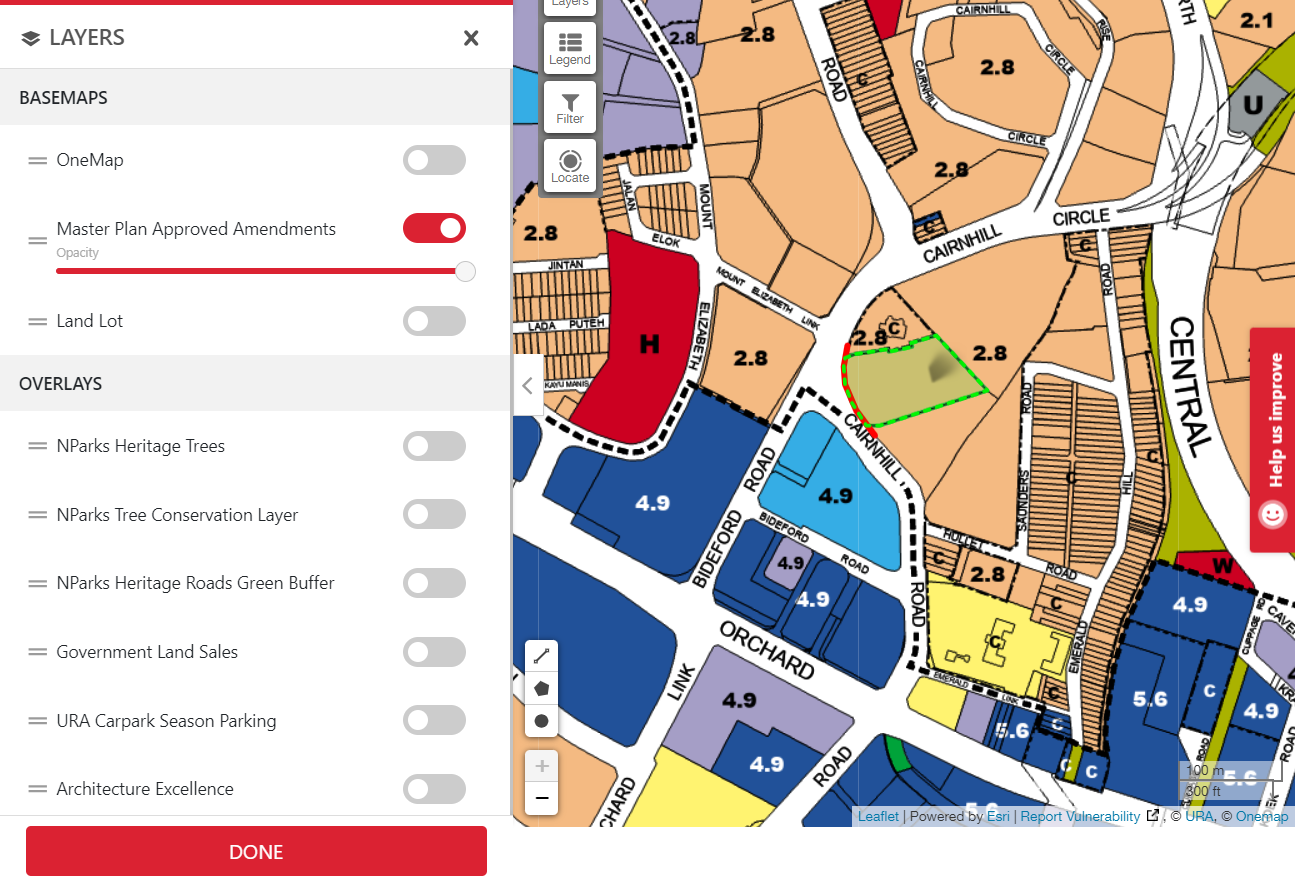 LAYERS
BASEMAPS
OneMap
Master Plan Approved Amendments
Opacity
Land Lot
OVERLAYS
NParks Heritage Trees
NParks Tree Conservation Layer
NParks Heritage Roads Green Buffer
Government Land Sales
URA Carpark Season Parking
Architecture Excellence
DONE
Layers
Legend
Filter
Locate
2.8
2.8
ROAD
C
CAIRNHILL
CIRCLE
RISE
CAIRNHILL
2.8
CIRCLE
RTH
2.1
U
2.8
JALAN
MOUNT
2.8
ELOK
C
CAIRNHILL
CIRCLE
C
ROAD
JINTAN
MOUNT ELIZABETH LINK
LADA PUTEH
ELIZABETH
H
2.8
2.8
C
2.8
CENTRAL
KAYU MANIS
CAIRNHILL
ROAD
SAUNDERS
C
HILL
C
4.9
ROAD
BIDEFORD
4.9
BIDEFORD
ROAD
4.9
4.9
ROAD
HULLET
ROAD
C
2.8
C
W
4.9
CUPPAGE RD
CAVEN
C
EMERALD
ORCHARD
LINK
EMERALD LINK
C
4.9
5.6
C
5.6
C
4.9
KRA
ROAD
ROAD
4.9
ROAD
C
C
5.6
CHARD
5.6
Help us improve
100 m
300 ft
Leaflet | Powered by Esri | Report Vulnerability , © URA, © Onemap